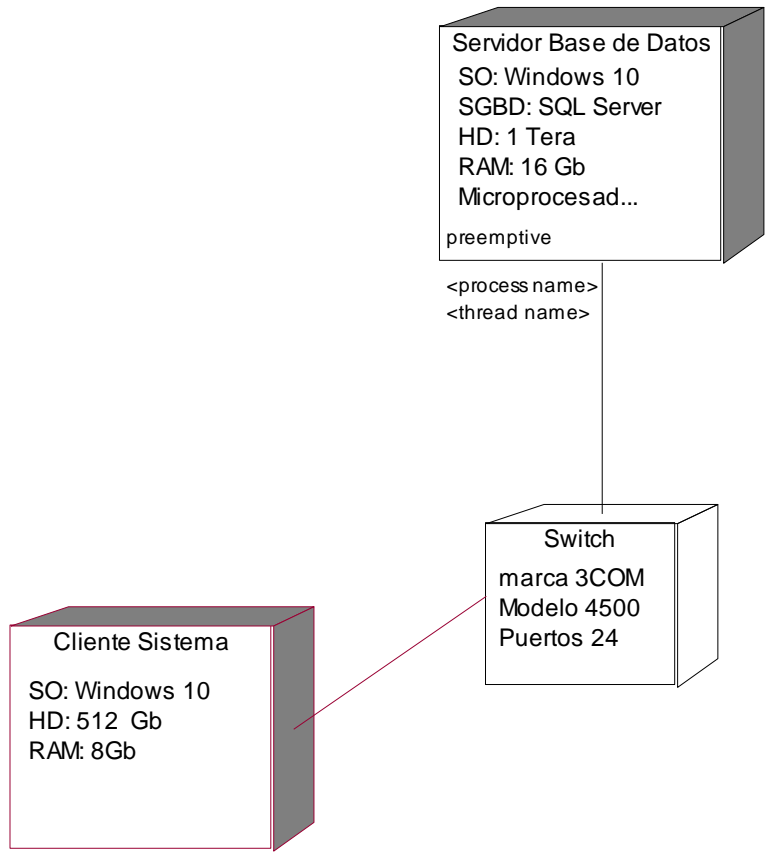 Servidor Base de Datos
SO: Windows 10
SGBD: SQL Server
HD: 1 Tera
RAM: 16 Gb
Microprocesad...
preemptive
<process name>
<thread name>
Switch
marca 3COM
Modelo 4500
Puertos 24
Cliente Sistema
SO: Windows 10
HD: 512 Gb
RAM: 8Gb